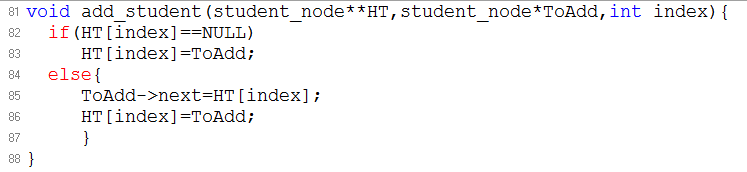 81 void add_student(student_node**HT,student_node*ToAdd,int index){
82   if(HT[index]==NULL)
83      HT[index]=ToAdd;
84   else{
85      ToAdd->next=HT[index];
86      HT[index]=ToAdd;
87      }
88 }